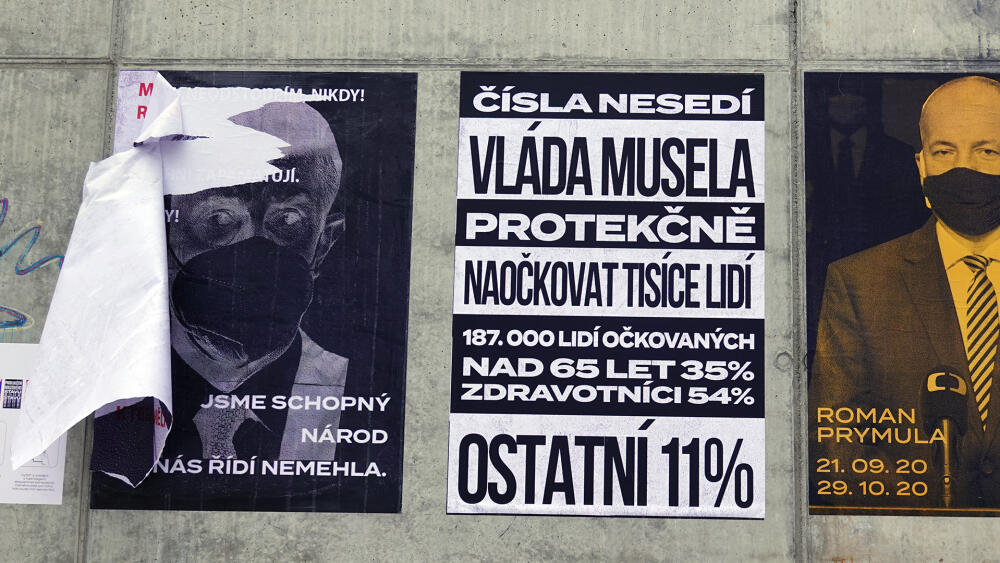 M
R
NIKDY!
Y!
JSME SCHOPNÝ
NÁROD
NÁS ŘÍDÍ NEMEHLA.
ČÍSLA NESEDÍ
VLÁDA MUSELA
PROTEKČNĚ
NAOČKOVAT TISÍCE LIDÍ
187.000 LIDÍ OČKOVANÝCH
NAD 65 LET 35%
ZDRAVOTNÍCI 54%
OSTATNÍ 11%
ROMAN
PRYMULA
21. 09. 20
29. 10. 20